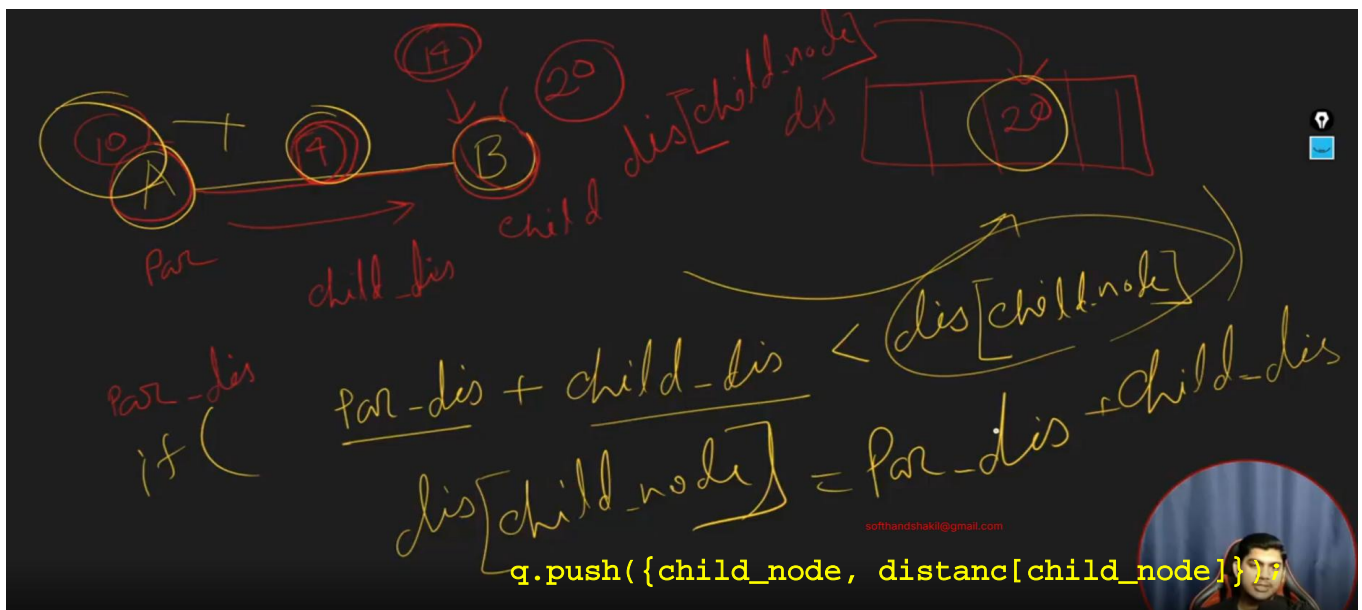 14
20
dis[child_node]
10
+
4
B
dis
20
A
child
Par
child_dis
Par_dis
if( Par_dis + child_dis < dis[child_node]
dis[child_node] = Par_dis + child_dis
softhandshakil@gmail.com
q.push({child_node, distanc[child_node]});